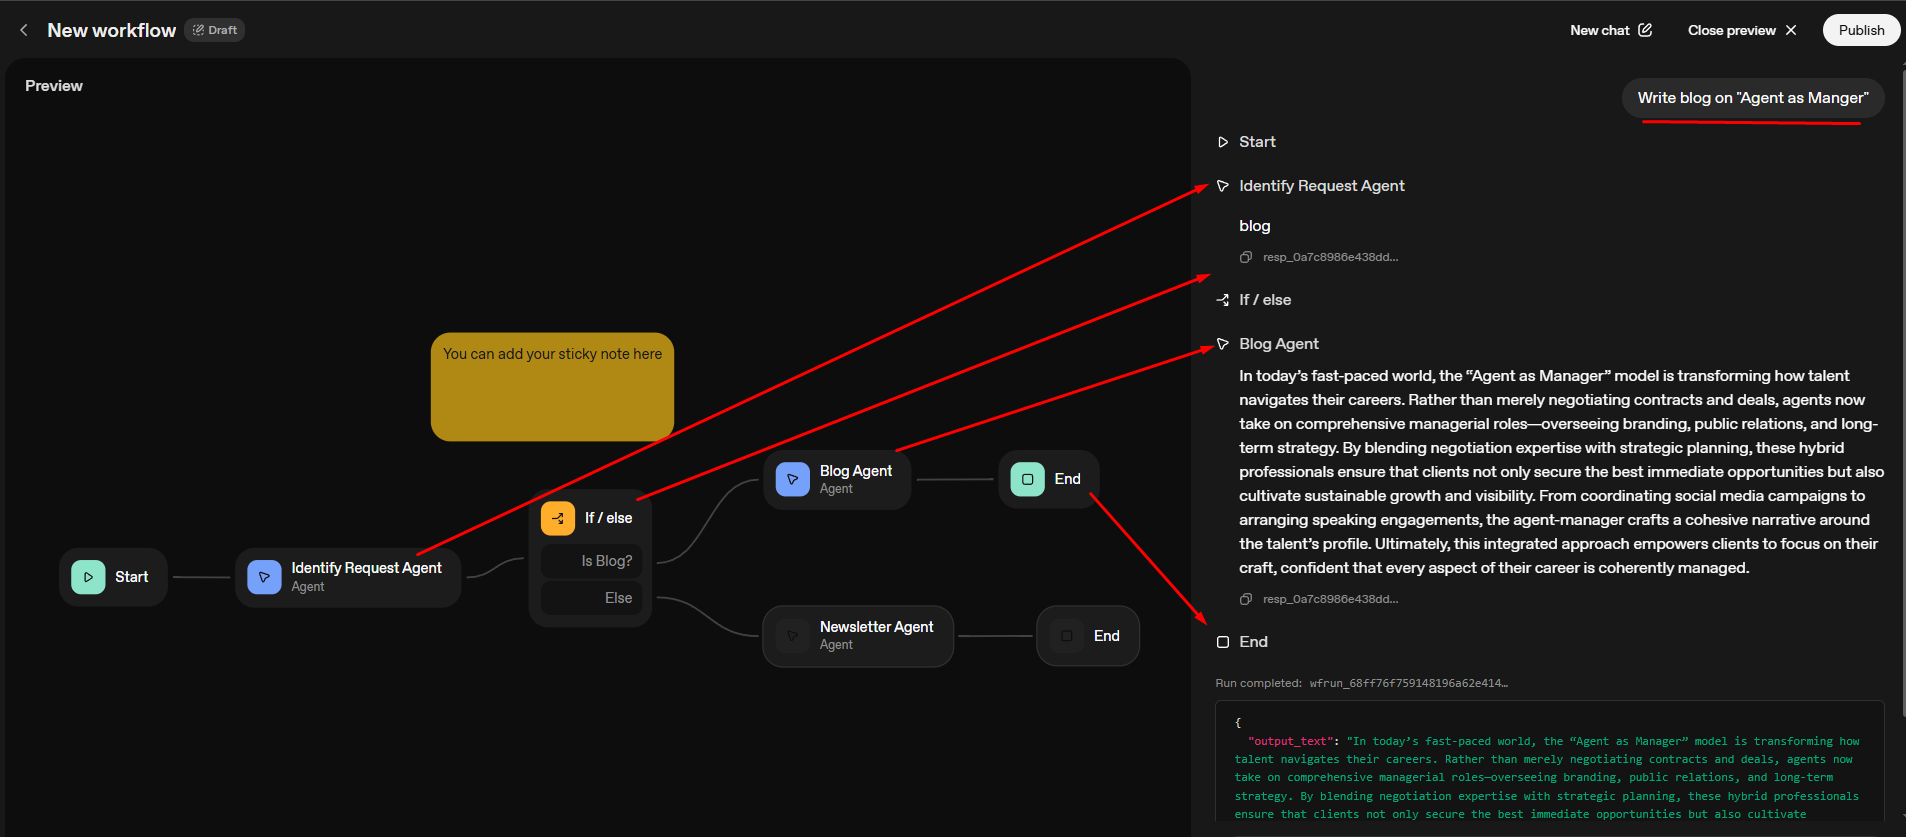 New workflow
Draft
New chat
Close preview
Publish
Preview
You can add your sticky note here
Start
Identify Request Agent
Agent
If / else
Is Blog?
Else
Blog Agent
Agent
End
Newsletter Agent
Agent
End
Write blog on "Agent as Manger"
Start
Identify Request Agent
blog
resp_0a7c8986e438dd...
If / else
Blog Agent
In today’s fast-paced world, the “Agent as Manager” model is transforming how talent
navigates their careers. Rather than merely negotiating contracts and deals, agents now
take on comprehensive managerial roles—overseeing branding, public relations, and long-
term strategy. By blending negotiation expertise with strategic planning, these hybrid
professionals ensure that clients not only secure the best immediate opportunities but also
cultivate sustainable growth and visibility. From coordinating social media campaigns to
arranging speaking engagements, the agent-manager crafts a cohesive narrative around
the talent’s profile. Ultimately, this integrated approach empowers clients to focus on their
craft, confident that every aspect of their career is coherently managed.
resp_0a7c8986e438dd...
End
Run completed: wfrun_68ff76f759148196a62e414…
{
"output_text": "In today’s fast-paced world, the “Agent as Manager” model is transforming how
talent navigates their careers. Rather than merely negotiating contracts and deals, agents now
take on comprehensive managerial roles—overseeing branding, public relations, and long-term
strategy. By blending negotiation expertise with strategic planning, these hybrid professionals
ensure that clients not only secure the best immediate opportunities but also cultivate